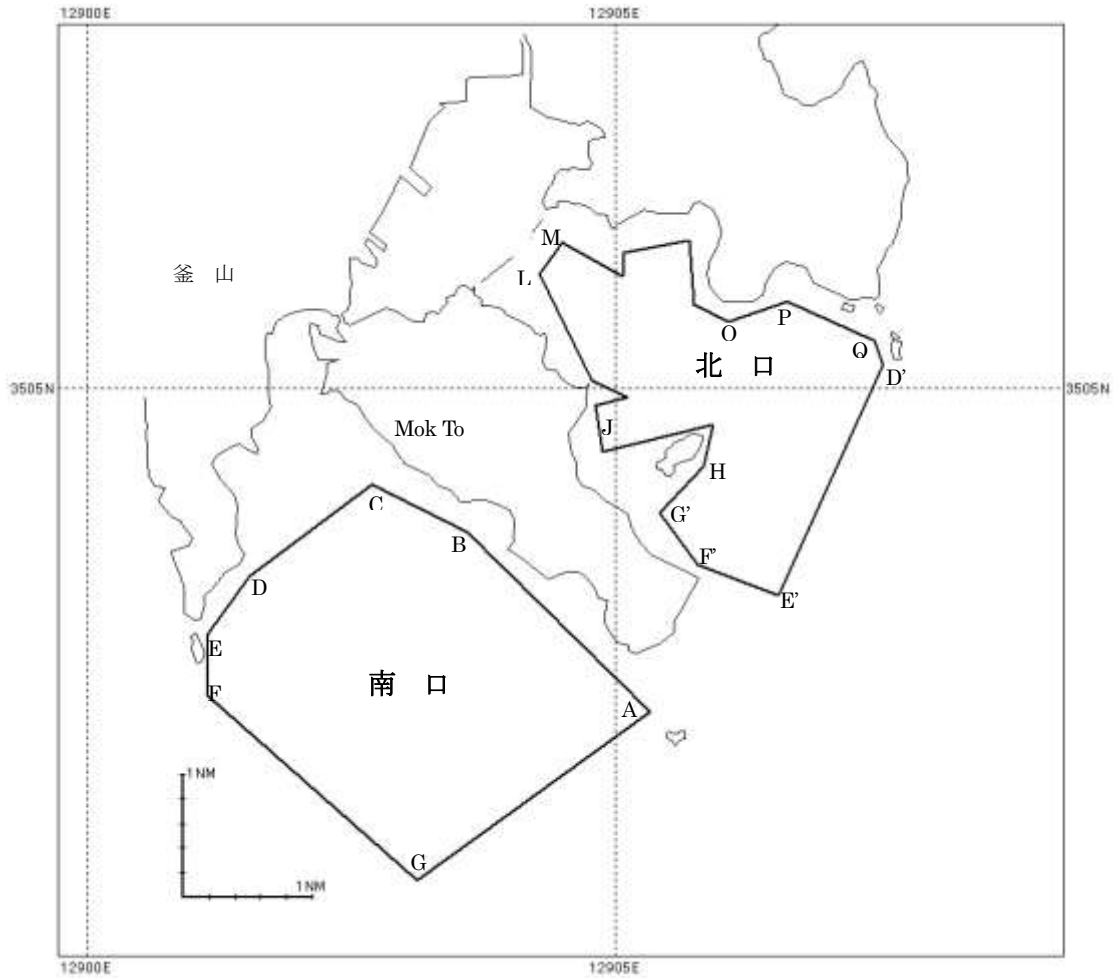 12900E
12905E
M
L
釜 山
P
O
Q
北 口
D'
3505N
3505N
J
Mok To
H
C
G'
B
F'
D
E'
E
南 口
F
A
1NM
G
1NM
12900E
12905E